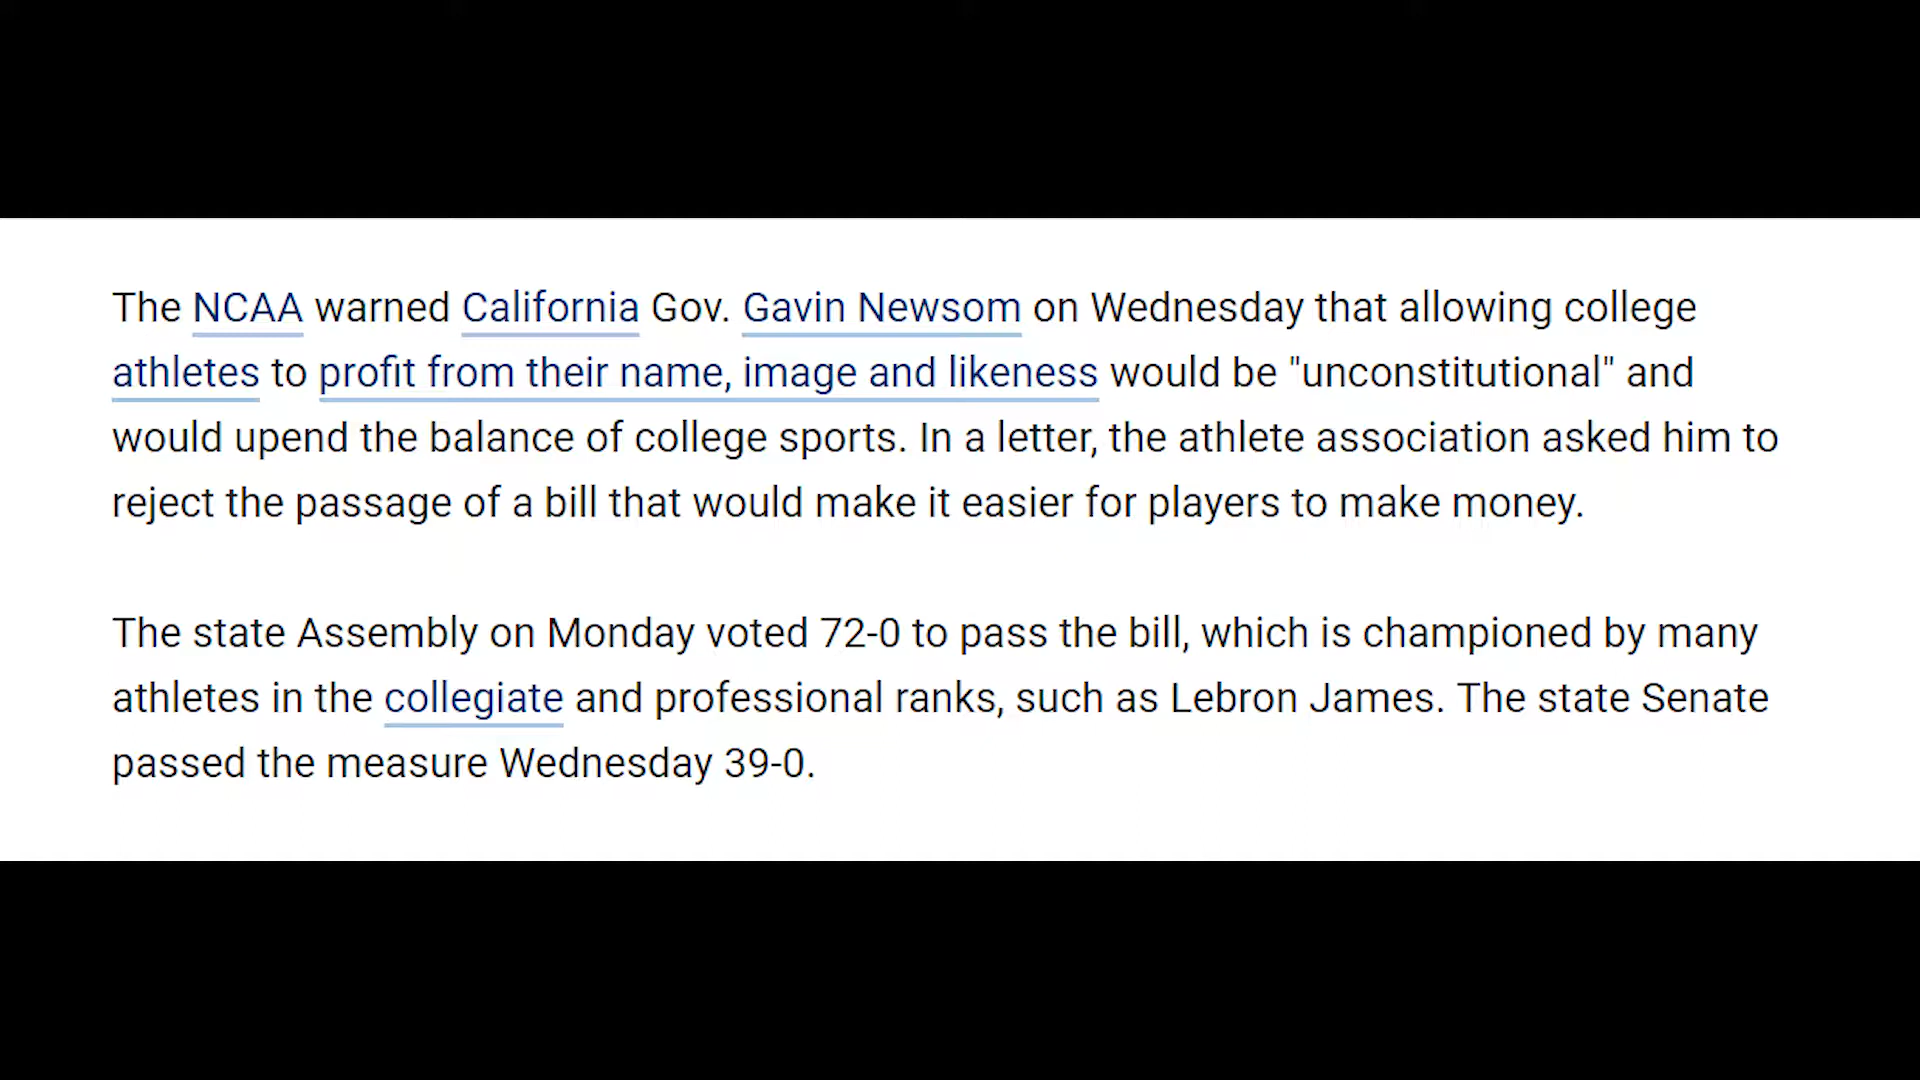 The NCAA warned California Gov. Gavin Newsom on Wednesday that allowing college
athletes to profit from their name, image and likeness would be "unconstitutional" and
would upend the balance of college sports. In a letter, the athlete association asked him to
reject the passage of a bill that would make it easier for players to make money.
The state Assembly on Monday voted 72-0 to pass the bill, which is championed by many
athletes in the collegiate and professional ranks, such as Lebron James. The state Senate
passed the measure Wednesday 39-0.